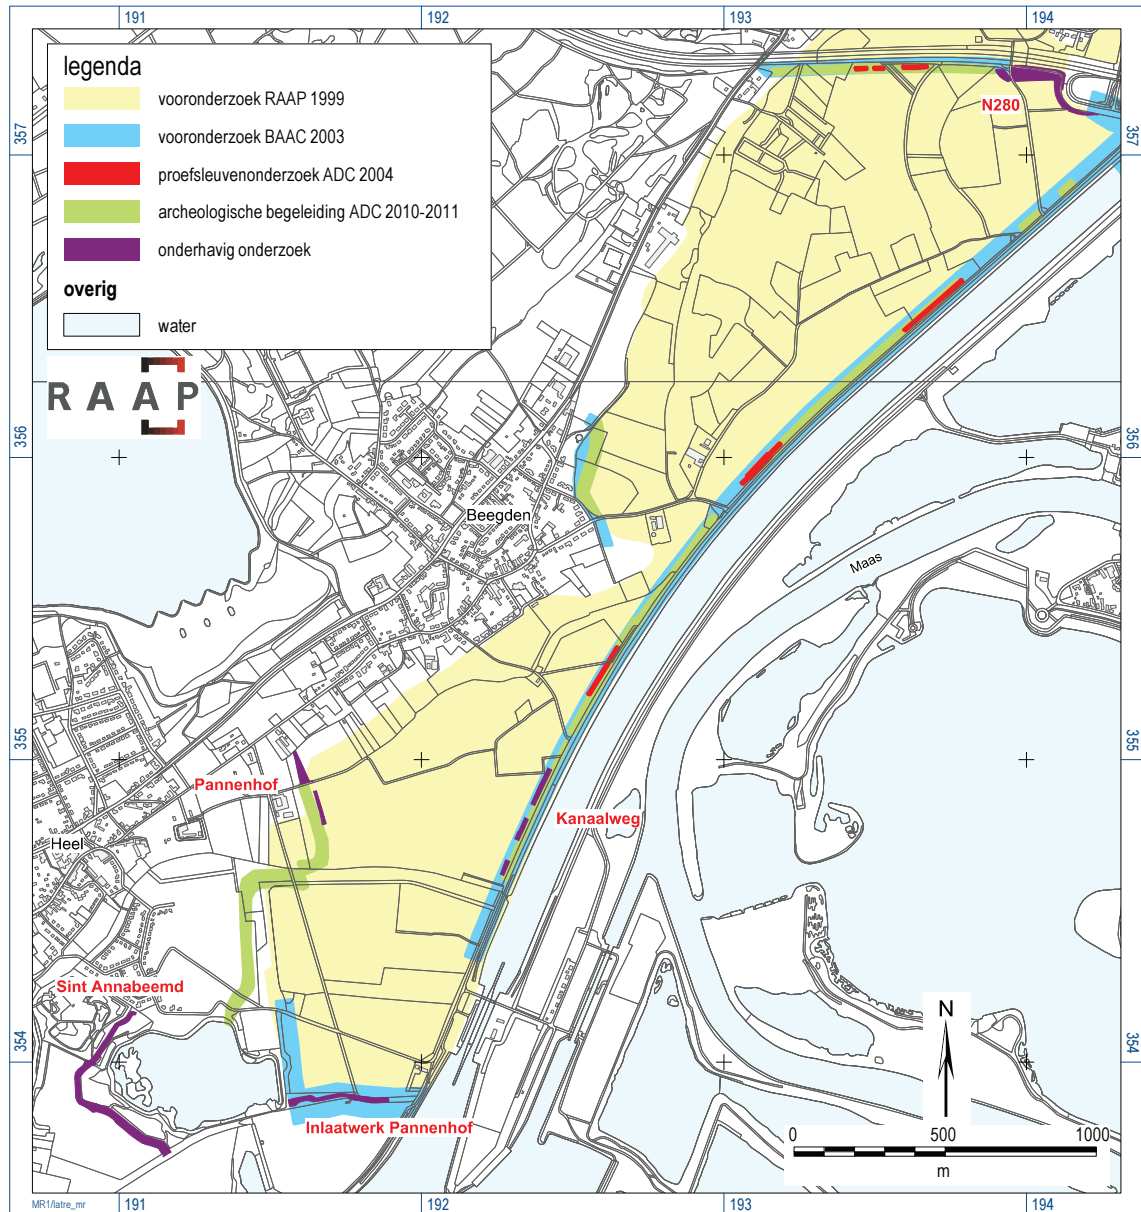 191 192 193 194
legenda
vooronderzoek RAAP 1999
vooronderzoek BAAC 2003
proefsleuvenonderzoek ADC 2004
archeologische begeleiding ADC 2010-2011
onderhavig onderzoek
overig
water
RAAP
N280
357 357
356 356
Beegden
Maas
355 355
Pannenhof
Kanaalweg
Heel
Sint Annabeemd
354 354
Inlaatwerk Pannenhof
N
0 500 1000
m
MR1/latre_mr
191 192 193 194